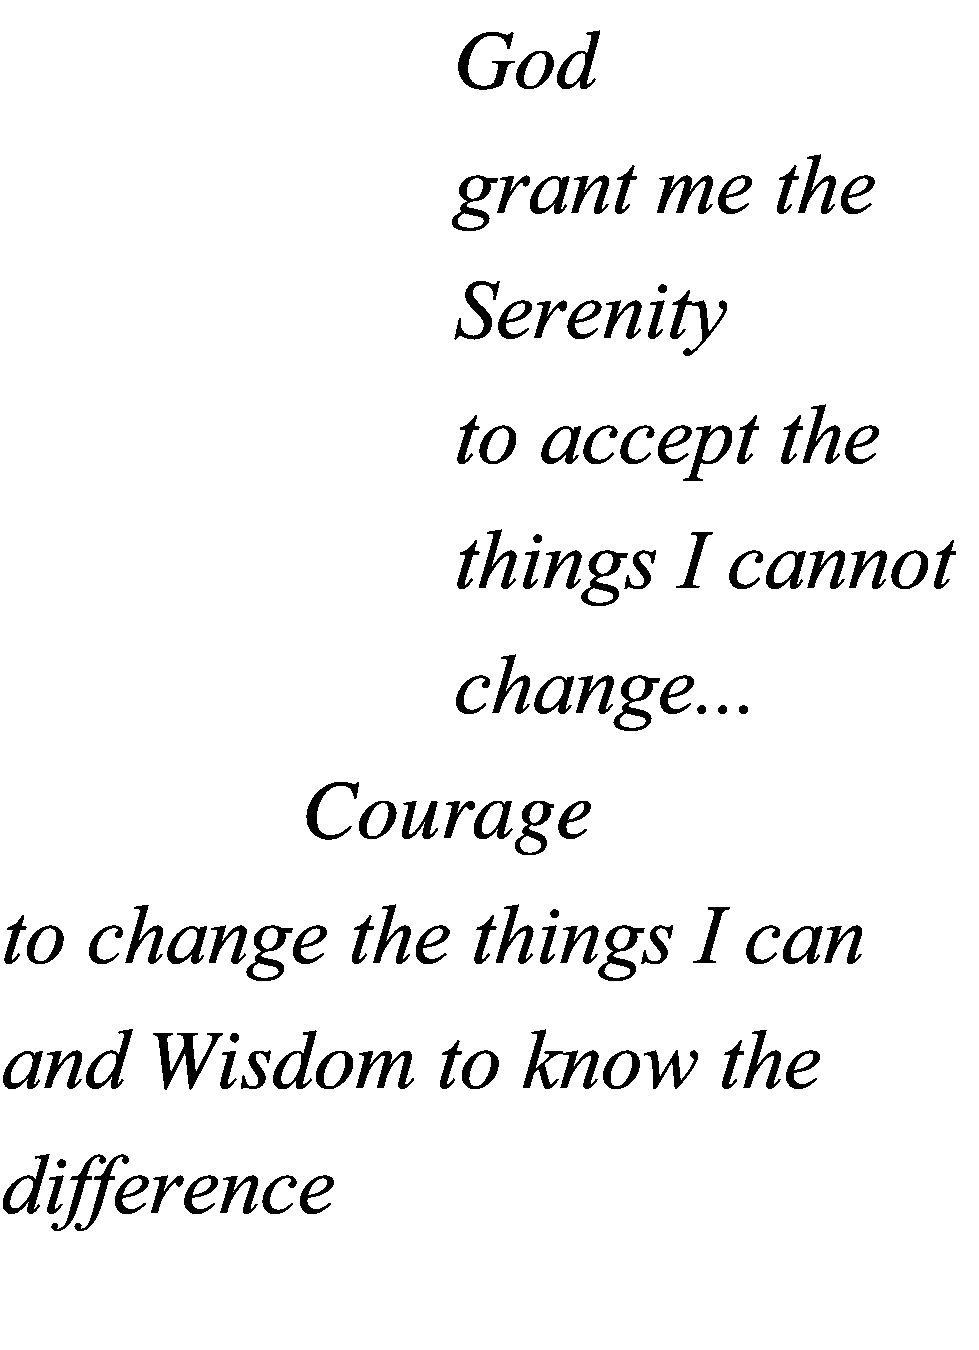 God
grant me the
Serenity
to accept the
things I cannot
change...
Courage
to change the things I can
and Wisdom to know the
difference